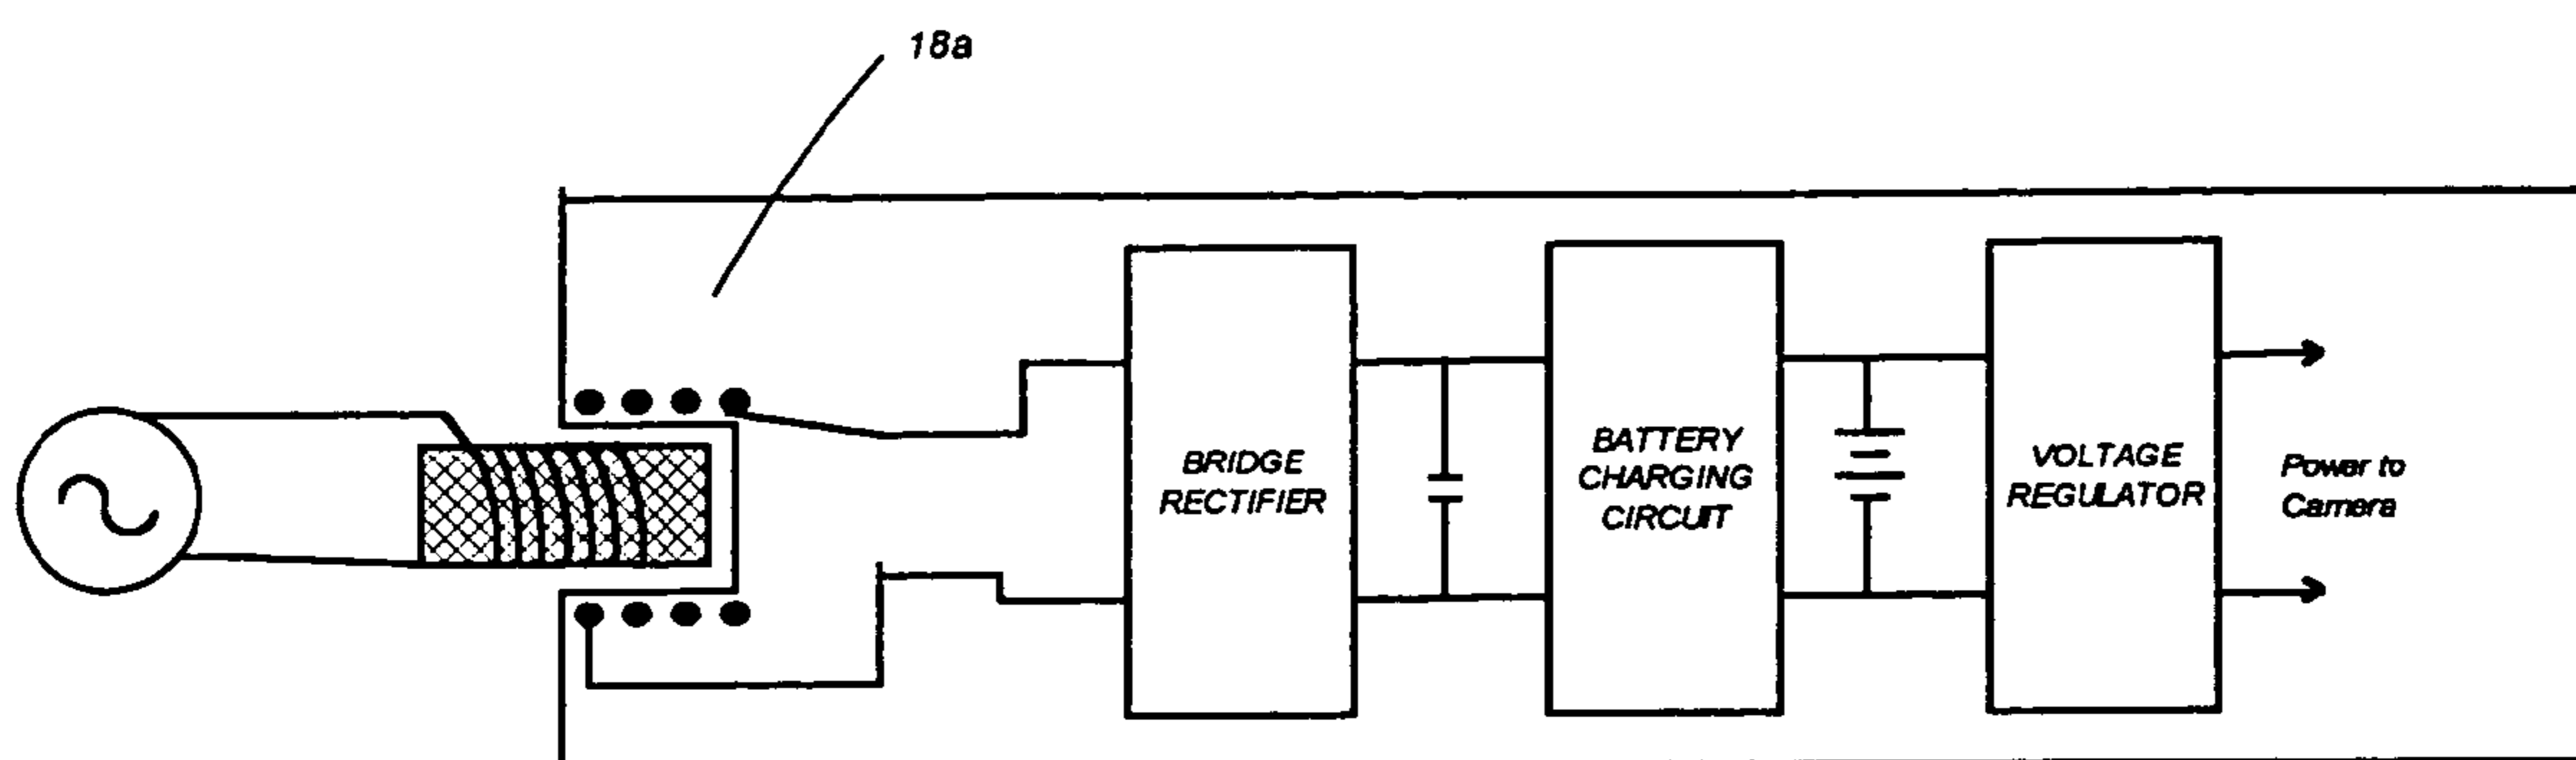 18a
BRIDGE
RECTIFIER
BATTERY
CHARGING
CIRCUIT
VOLTAGE
REGULATOR
Power to
Camera